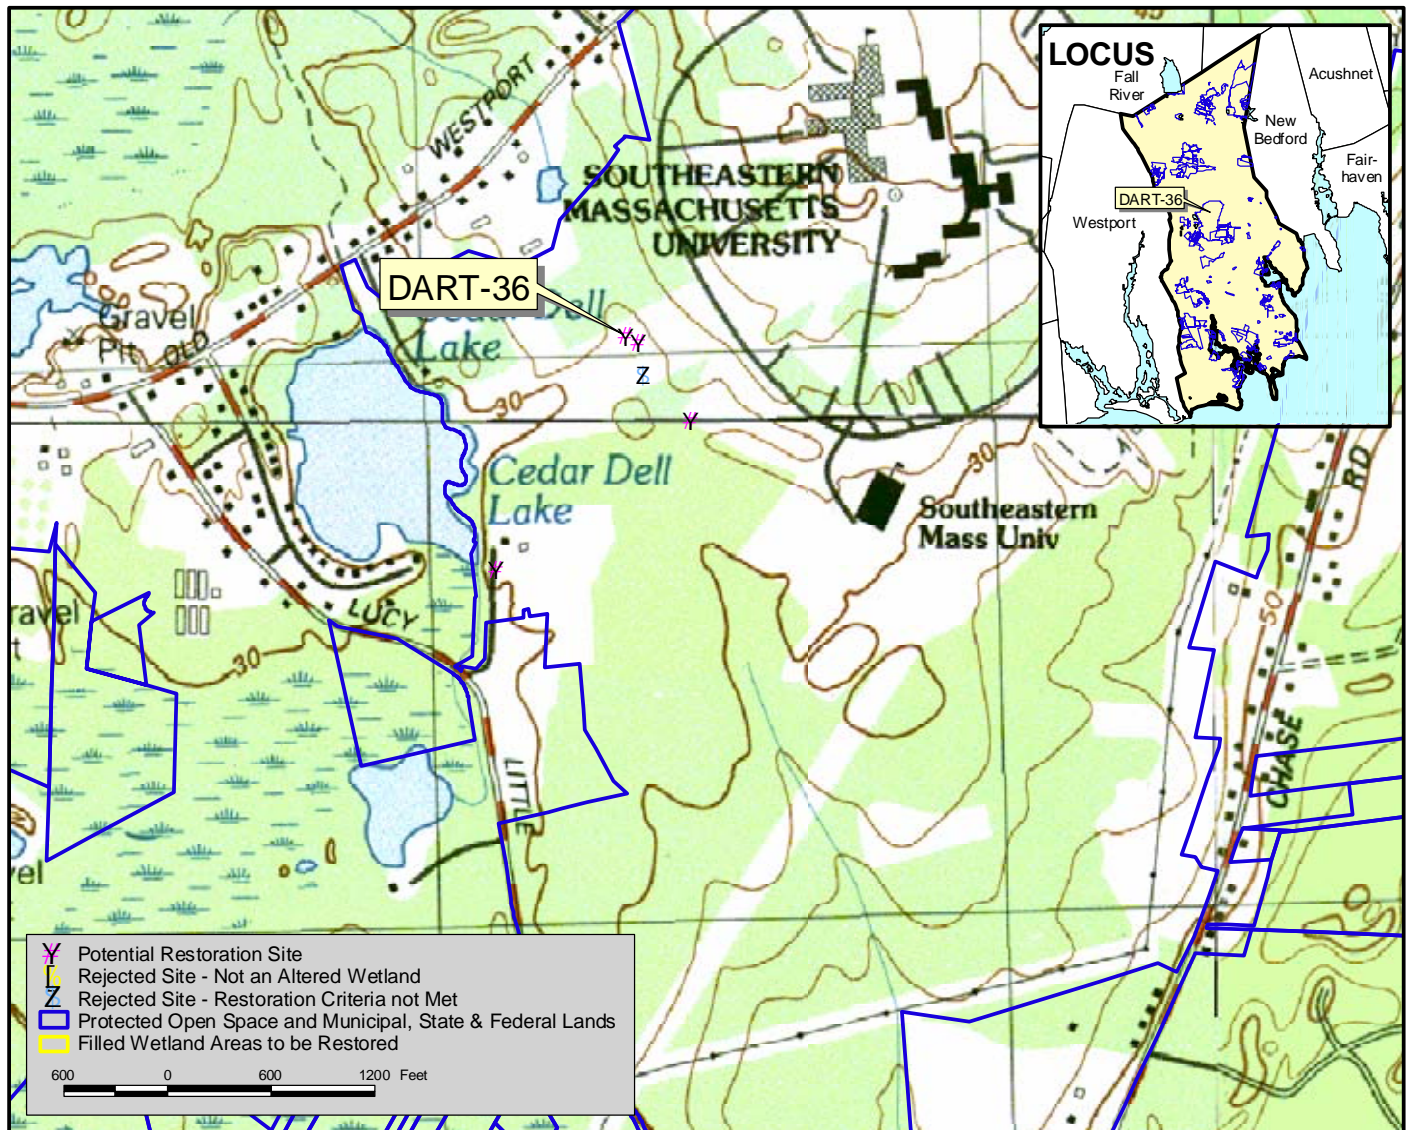 WESTPORT
SOUTHEASTERN
MASSACHUSETTS
UNIVERSITY
LOCUS
Fall
River
Acushnet
New
Bedford
Fair-
haven
DART-36
Westport
DART-36
Cedar Dell
Lake
Gravel
Pit
OLD
30
Cedar Dell
Lake
30
Southeastern
Mass Univ
RD
LUCY
30
50
CHASE
LITTLE
Potential Restoration Site
Rejected Site - Not an Altered Wetland
Rejected Site - Restoration Criteria not Met
Protected Open Space and Municipal, State & Federal Lands
Filled Wetland Areas to be Restored
600 0 600 1200 Feet